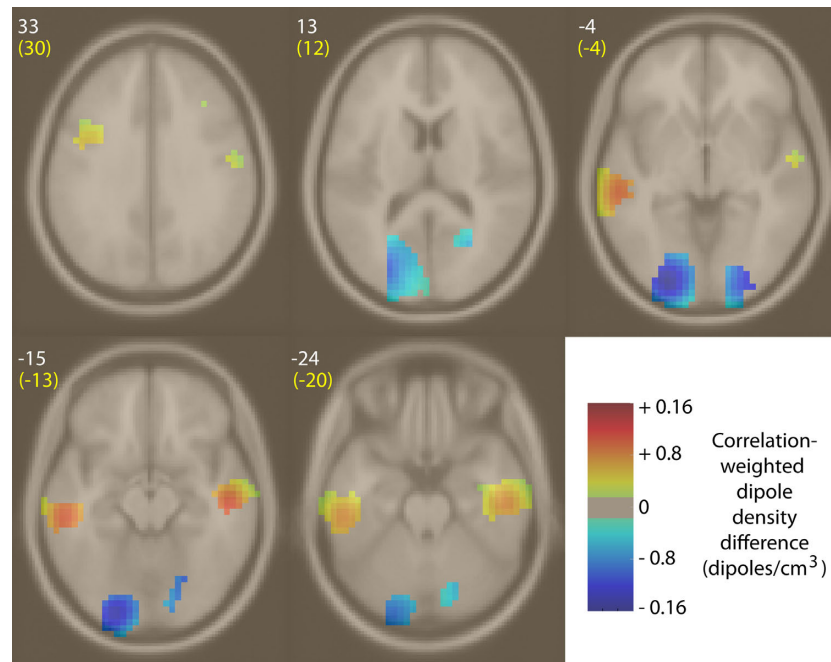 33
(30)
13
(12)
-4
(-4)
-15
(-13)
-24
(-20)
+ 0.16
+ 0.8
0
- 0.8
- 0.16
Correlation-
weighted
dipole
density
difference
(dipoles/cm³)